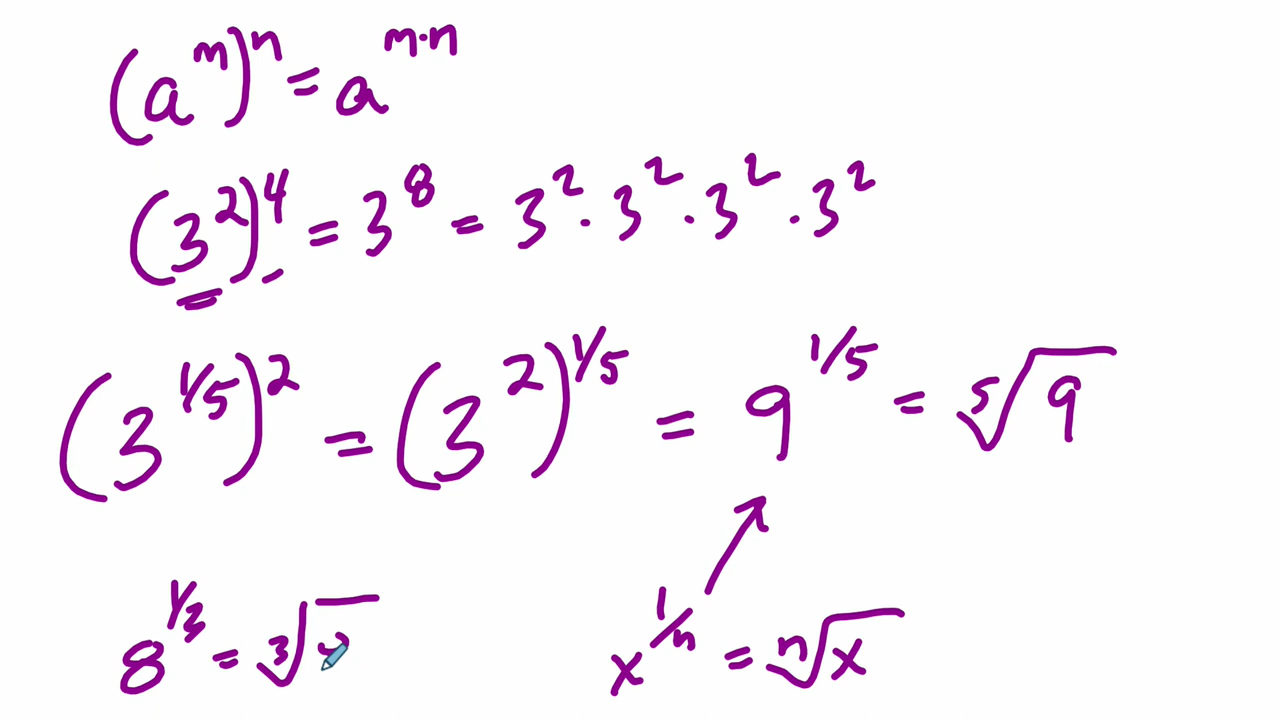 (a^m)^n = a^{m·n}
(3^2)^4 = 3^8 = 3^2 · 3^2 · 3^2 · 3^2
(3^{1/5})^2 = (3^2)^{1/5} = 9^{1/5} = ⁵√9
8^{1/3} = ³√ x^{1/n} = ⁿ√x